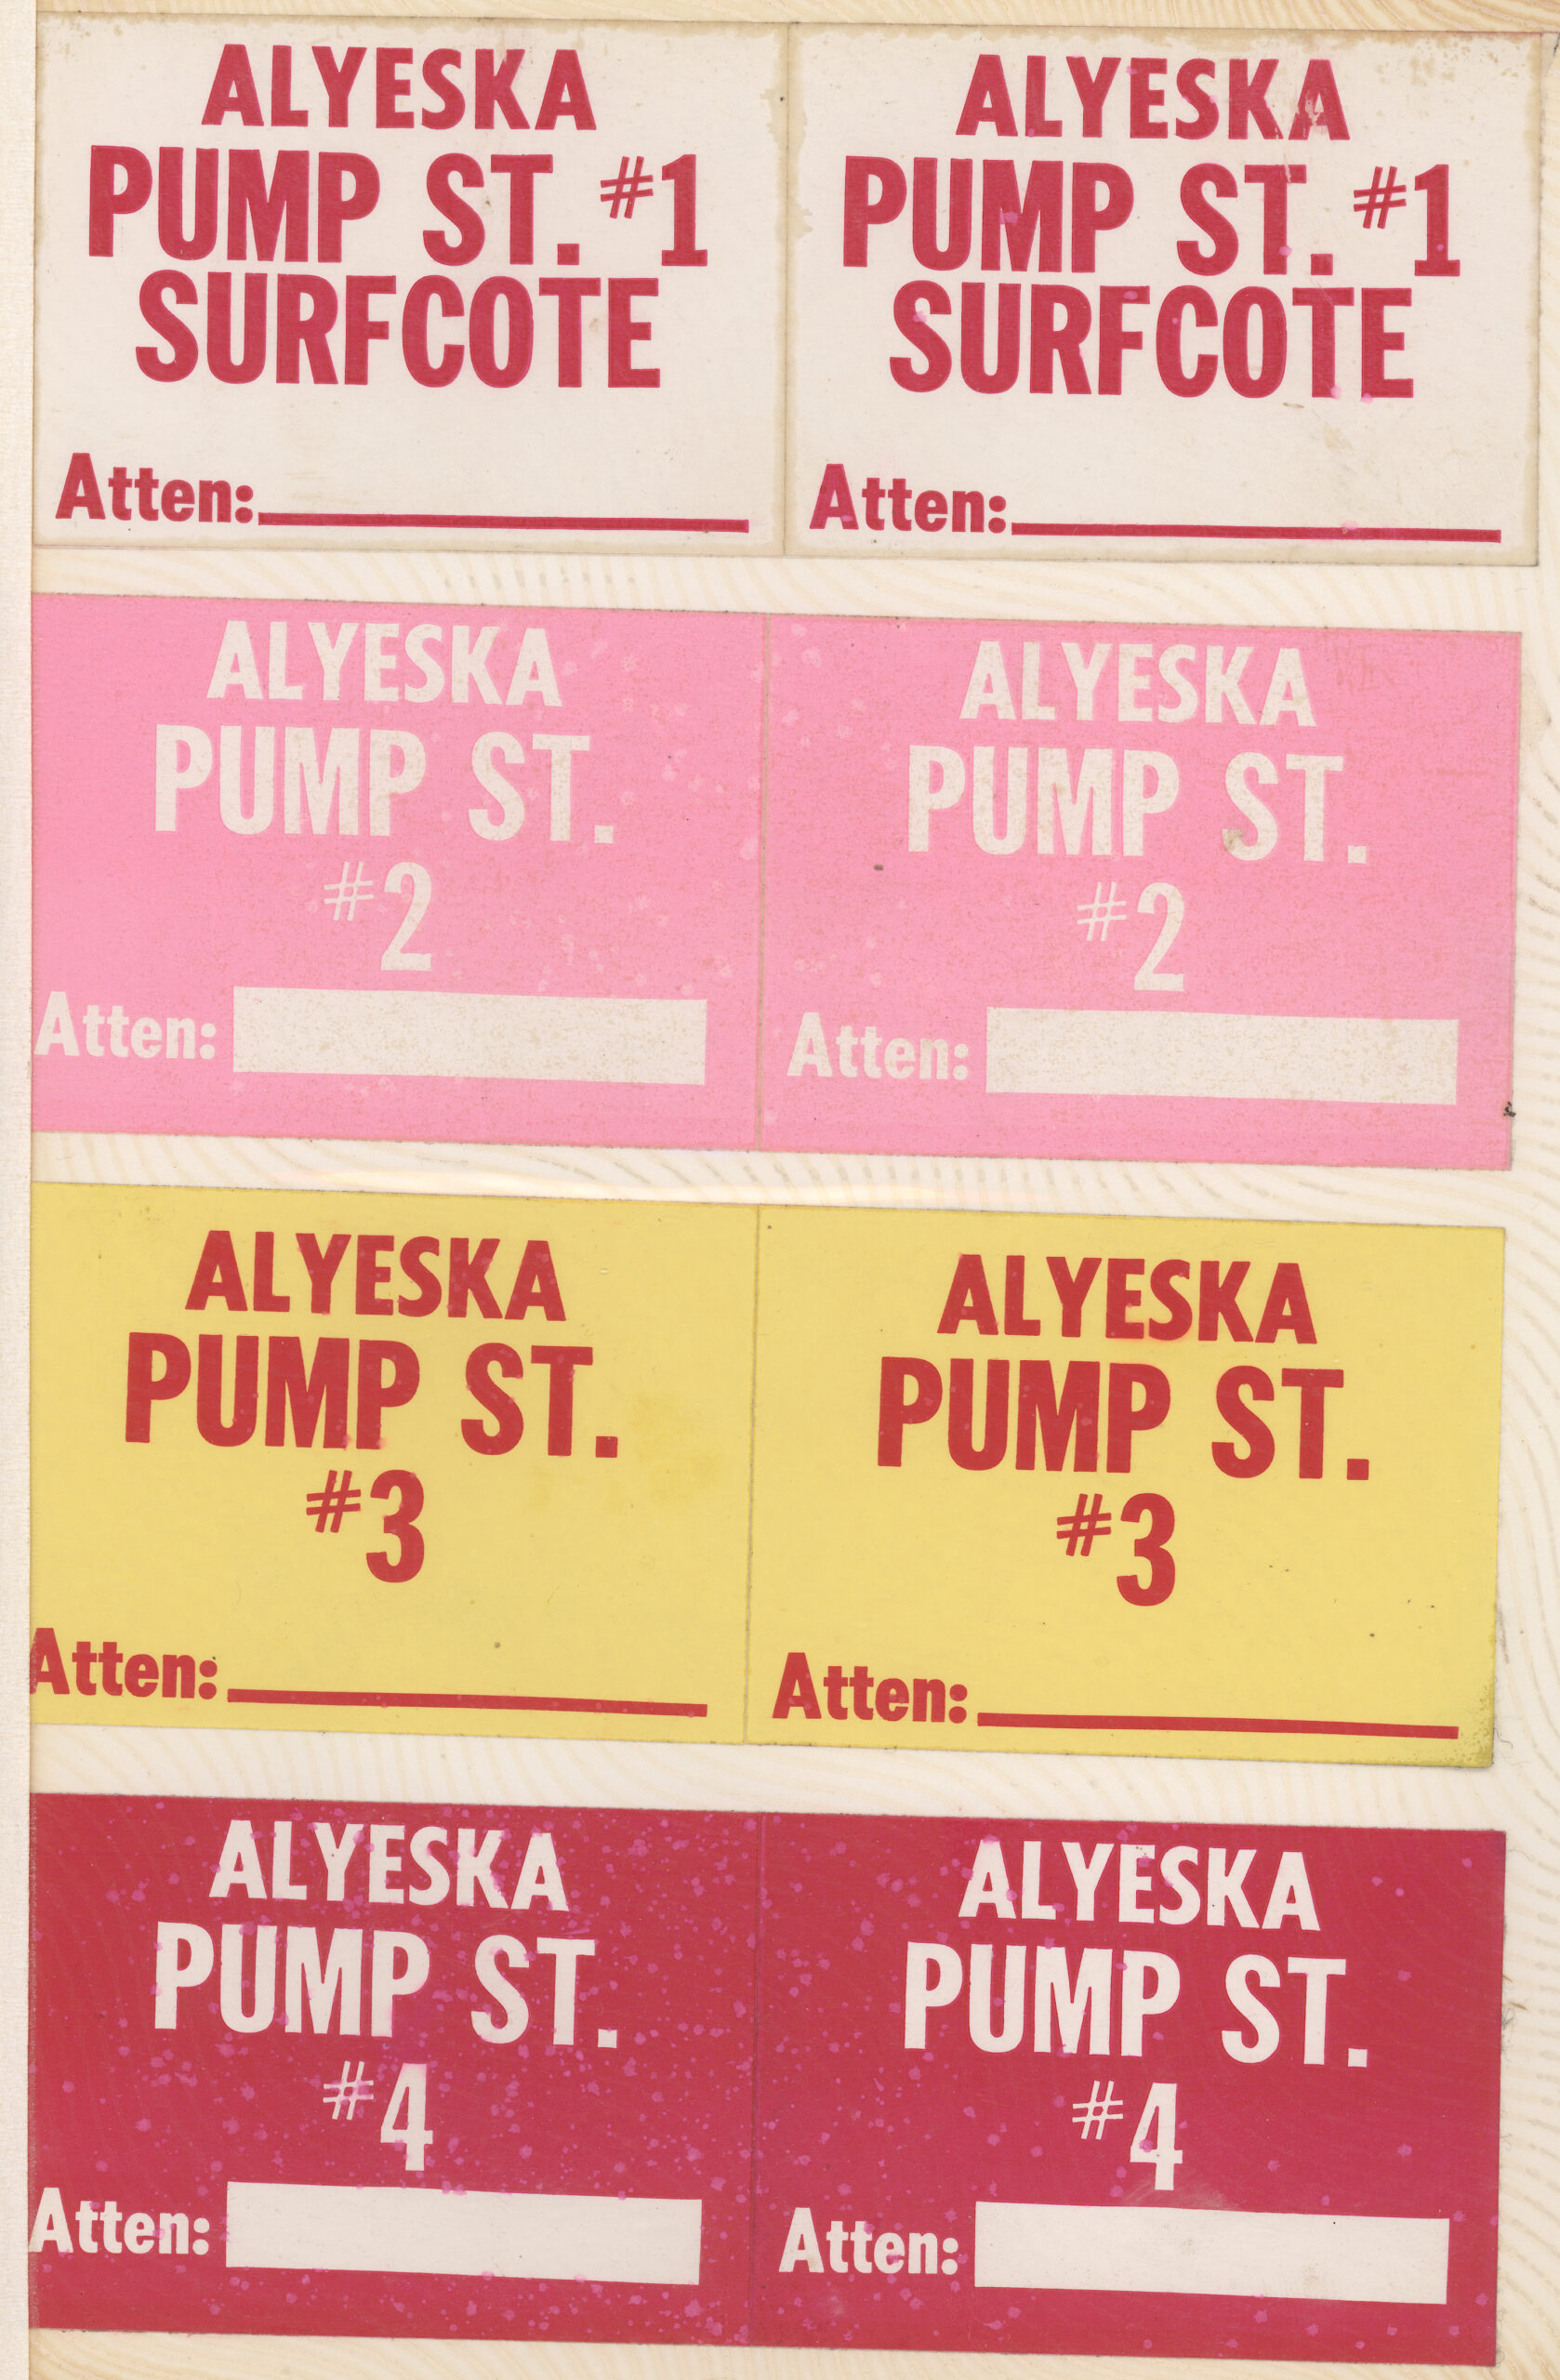 ALYESKA
PUMP ST. #1
SURFCOTE
Atten:
ALYESKA
PUMP ST. #1
SURFCOTE
Atten:
ALYESKA
PUMP ST.
#2
Atten:
ALYESKA
PUMP ST.
#2
Atten:
ALYESKA
PUMP ST.
#3
Atten:
ALYESKA
PUMP ST.
#3
Atten:
ALYESKA
PUMP ST.
#4
Atten:
ALYESKA
PUMP ST.
#4
Atten: